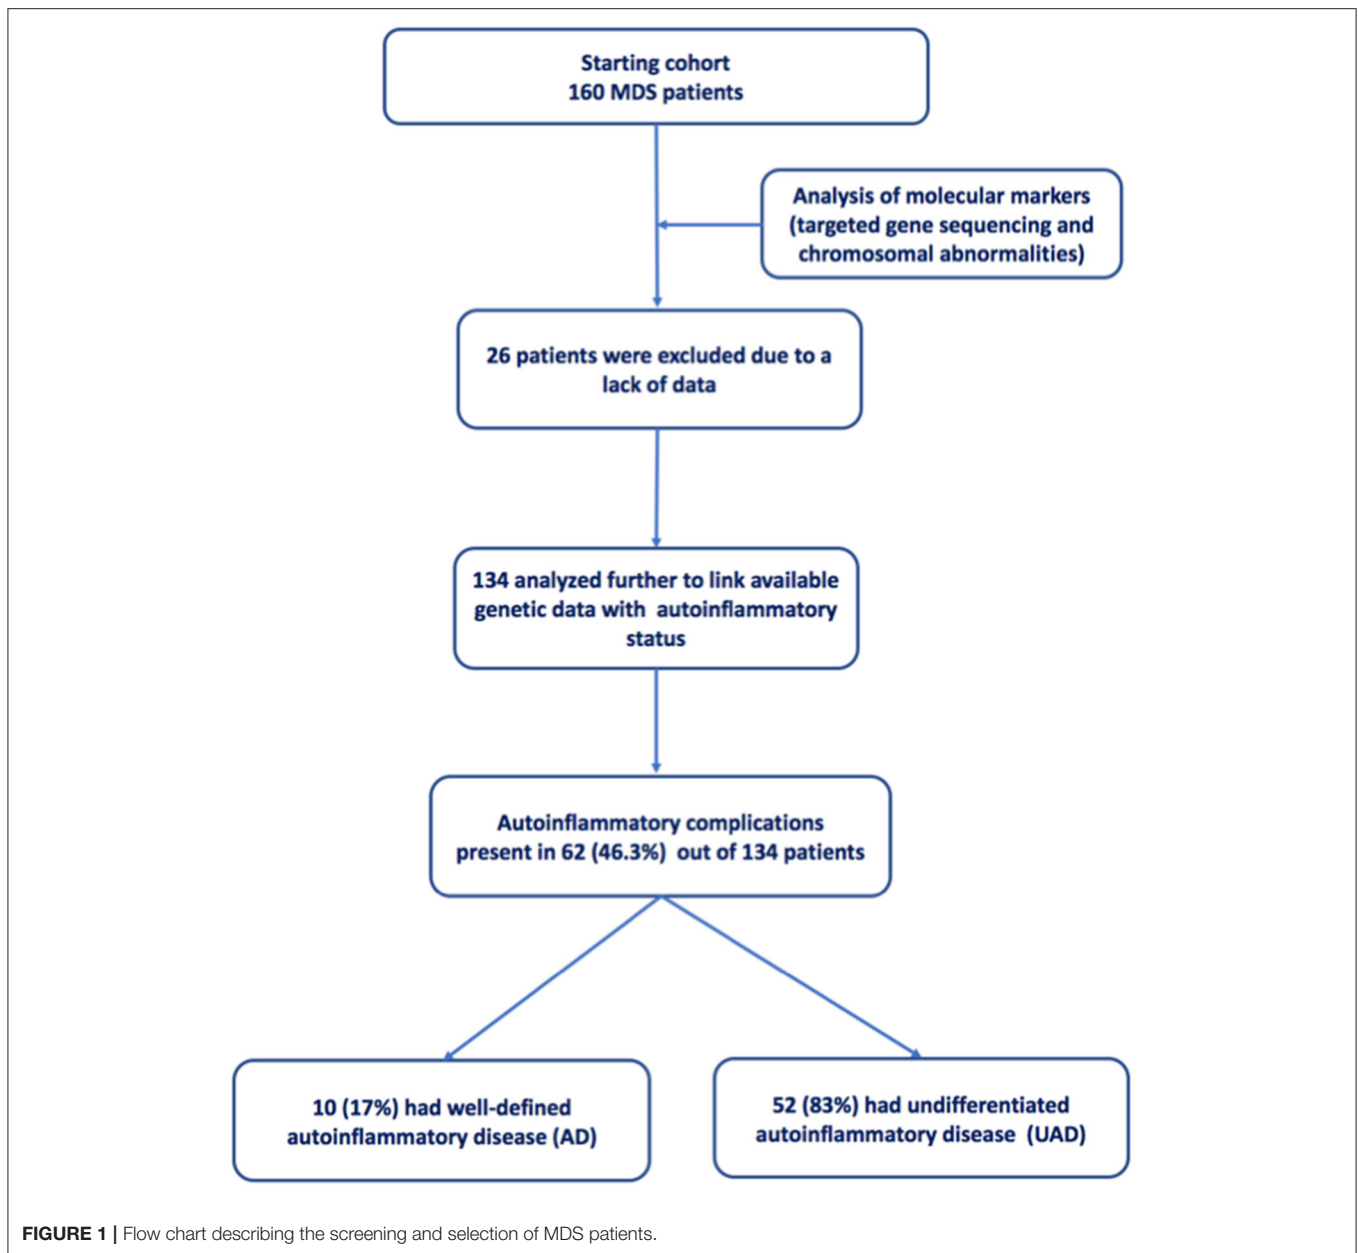 Starting cohort
160 MDS patients
Analysis of molecular markers
(targeted gene sequencing and
chromosomal abnormalities)
26 patients were excluded due to a
lack of data
134 analyzed further to link available
genetic data with autoinflammatory
status
Autoinflammatory complications
present in 62 (46.3%) out of 134 patients
10 (17%) had well-defined
autoinflammatory disease (AD)
52 (83%) had undifferentiated
autoinflammatory disease (UAD)
FIGURE 1 | Flow chart describing the screening and selection of MDS patients.